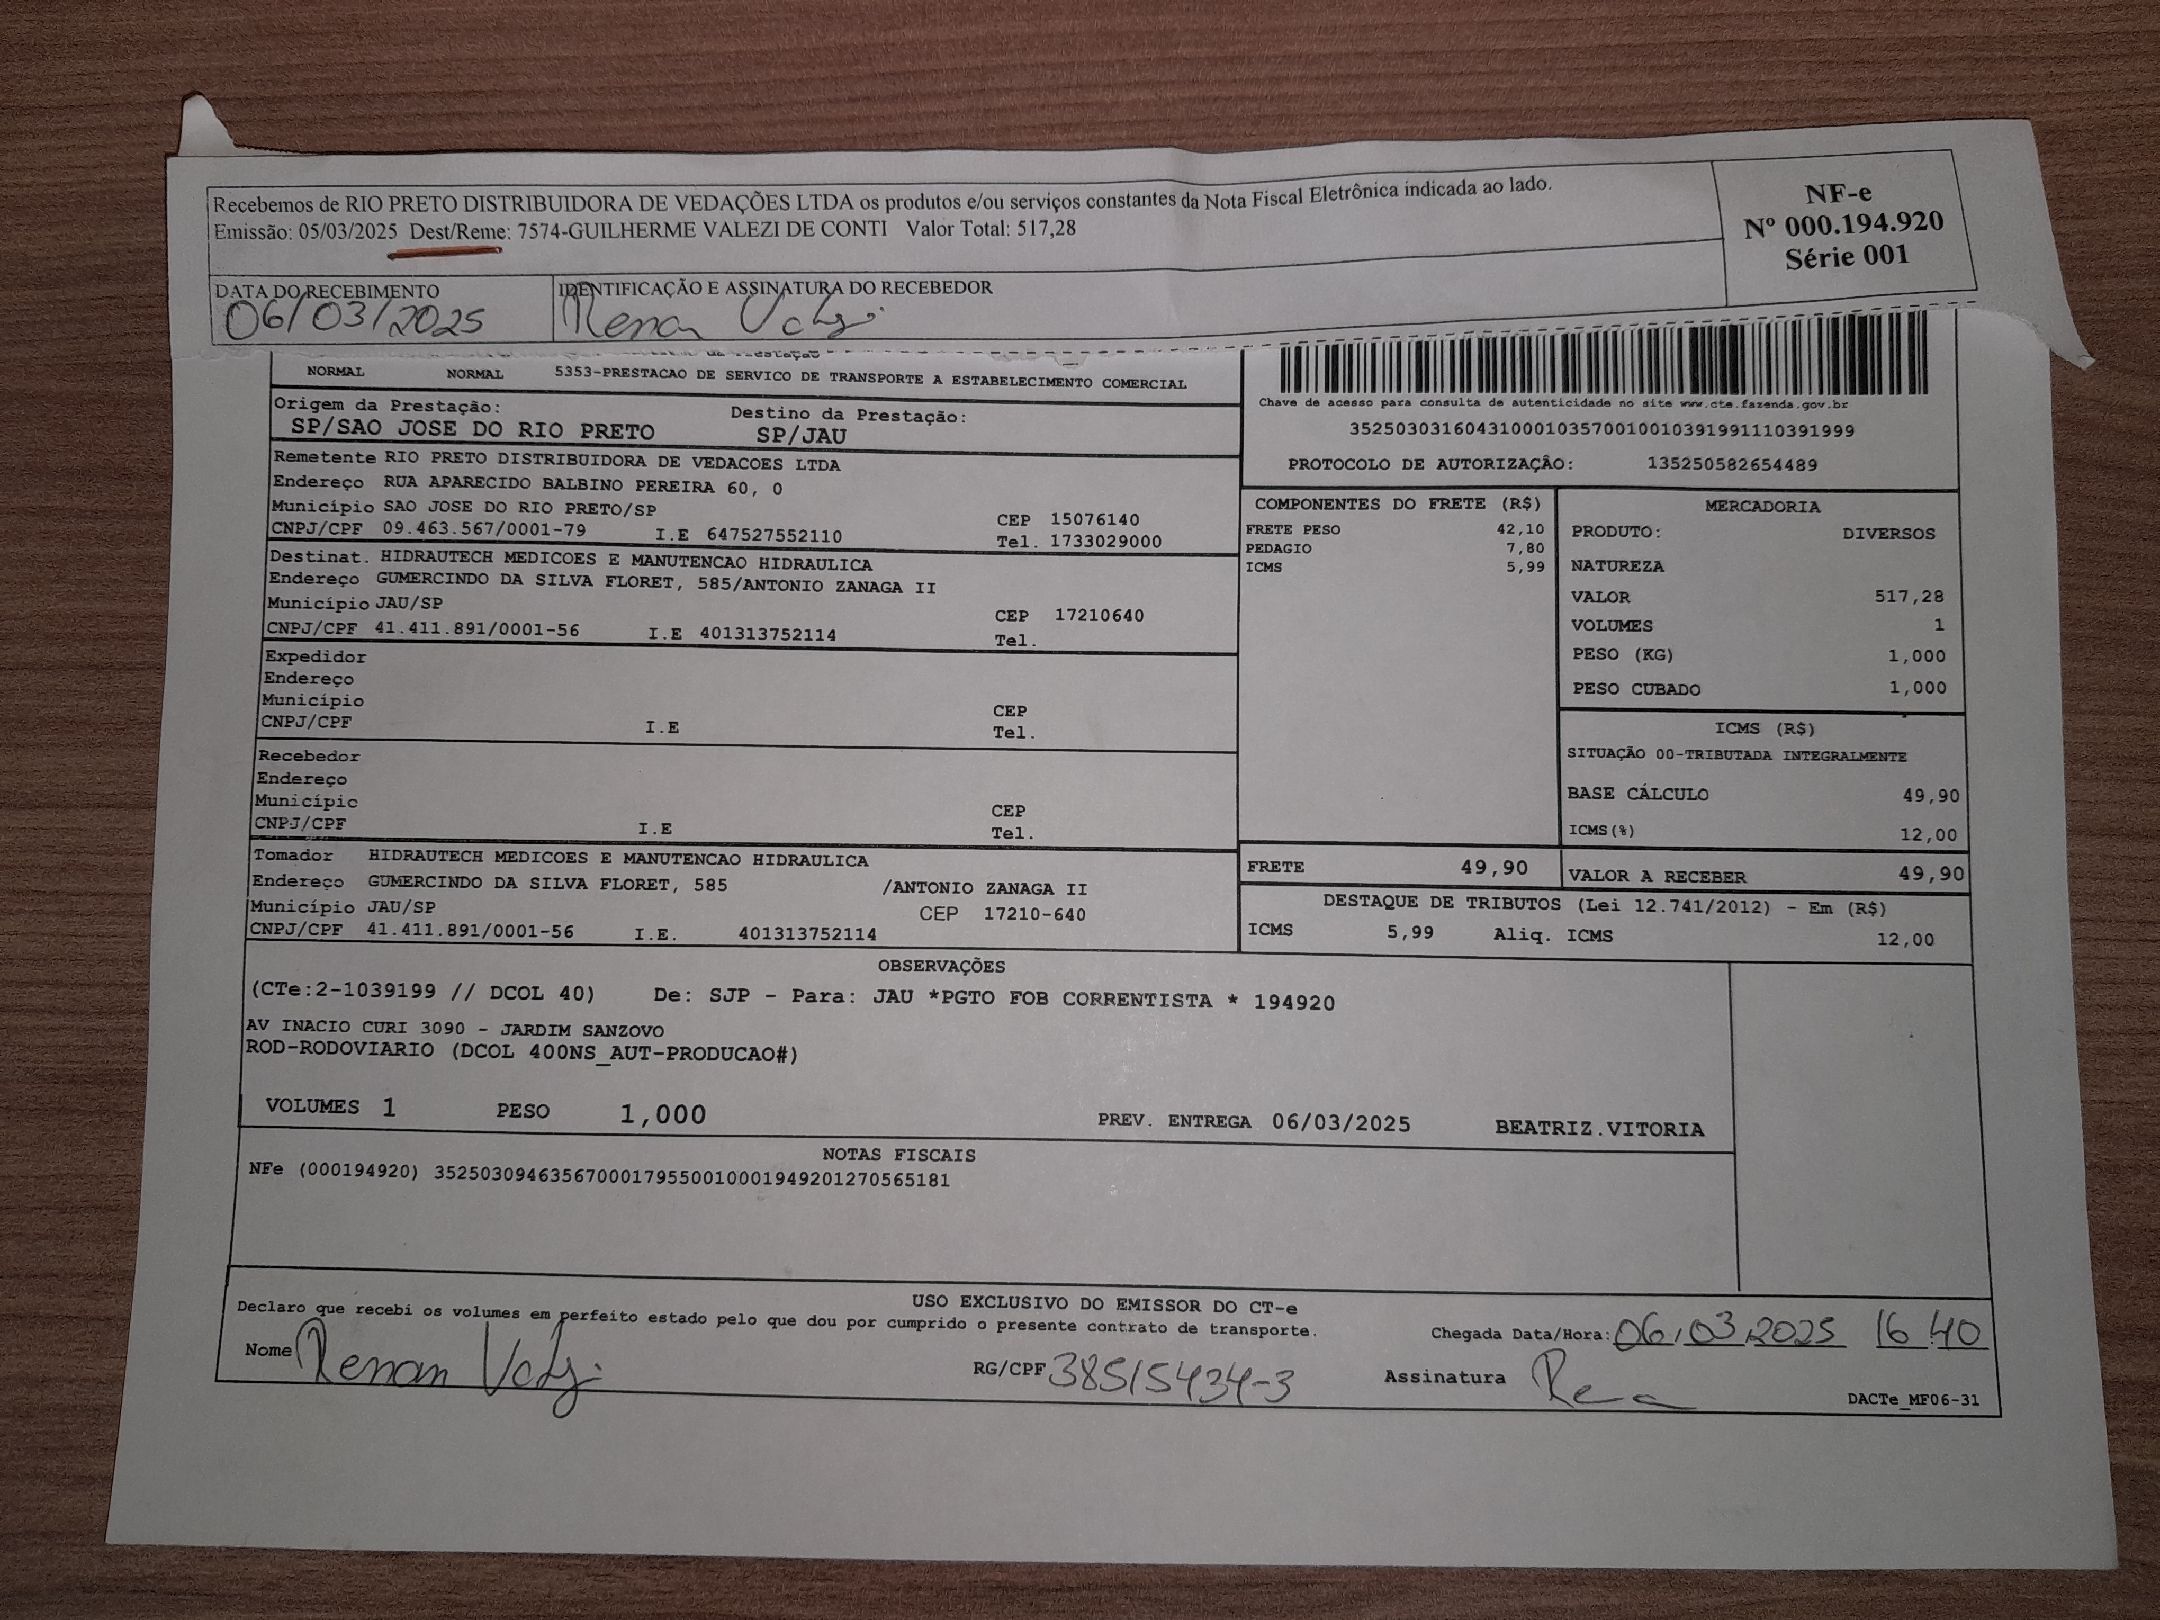 Recebemos de RIO PRETO DISTRIBUIDORA DE VEDAÇÕES LTDA os produtos e/ou serviços constantes da Nota Fiscal Eletrônica indicada ao lado.
Emissão: 05/03/2025 Dest/Reme: 7574-GUILHERME VALEZI DE CONTI Valor Total: 517,28
NF-e
Nº 000.194.920
Série 001
DATA DO RECEBIMENTO
06/03/2025
IDENTIFICAÇÃO E ASSINATURA DO RECEBEDOR
Renan
NORMAL NORMAL 5353-PRESTACAO DE SERVICO DE TRANSPORTE A ESTABELECIMENTO COMERCIAL
Origem da Prestação: Destino da Prestação:
SP/SAO JOSE DO RIO PRETO SP/JAU
Remetente RIO PRETO DISTRIBUIDORA DE VEDACOES LTDA
Endereço RUA APARECIDO BALBINO PEREIRA 60, 0
Município SAO JOSE DO RIO PRETO/SP CEP 15076140
CNPJ/CPF 09.463.567/0001-79 I.E 647527552110 Tel. 1733029000
Destinat. HIDRAUTECH MEDICOES E MANUTENCAO HIDRAULICA
Endereço GUMERCINDO DA SILVA FLORET, 585/ANTONIO ZANAGA II
Município JAU/SP CEP 17210640
CNPJ/CPF 41.411.891/0001-56 I.E 401313752114 Tel.
Expedidor
Endereço
Município CEP
CNPJ/CPF I.E Tel.
Recebedor
Endereço
Município CEP
CNPJ/CPF I.E Tel.
Tomador HIDRAUTECH MEDICOES E MANUTENCAO HIDRAULICA
Endereço GUMERCINDO DA SILVA FLORET, 585 /ANTONIO ZANAGA II
Município JAU/SP CEP 17210-640
CNPJ/CPF 41.411.891/0001-56 I.E. 401313752114
Chave de acesso para consulta de autenticidade no site www.cte.fazenda.gov.br
35250303160431000103570010010391991110391999
PROTOCOLO DE AUTORIZAÇÃO: 135250582654489
COMPONENTES DO FRETE (R$)
FRETE PESO 42,10
PEDAGIO 7,80
ICMS 5,99
MERCADORIA
PRODUTO: DIVERSOS
NATUREZA
VALOR 517,28
VOLUMES 1
PESO (KG) 1,000
PESO CUBADO 1,000
ICMS (R$)
SITUAÇÃO 00-TRIBUTADA INTEGRALMENTE
BASE CÁLCULO 49,90
ICMS(%) 12,00
FRETE 49,90 VALOR A RECEBER 49,90
DESTAQUE DE TRIBUTOS (Lei 12.741/2012) - Em (R$)
ICMS 5,99 Aliq. ICMS 12,00
OBSERVAÇÕES
(CTe:2-1039199 // DCOL 40) De: SJP - Para: JAU *PGTO FOB CORRENTISTA * 194920
AV INACIO CURI 3090 - JARDIM SANZOVO
ROD-RODOVIARIO (DCOL 400NS_AUT-PRODUCAO#)
VOLUMES 1 PESO 1,000 PREV. ENTREGA 06/03/2025 BEATRIZ.VITORIA
NOTAS FISCAIS
NFe (000194920) 35250309463567000179550010001949201270565181
USO EXCLUSIVO DO EMISSOR DO CT-e
Declaro que recebi os volumes em perfeito estado pelo que dou por cumprido o presente contrato de transporte.
Chegada Data/Hora: 06/03/2025 16 40
Nome Renan RG/CPF 38515434-3 Assinatura
DACTe_MF06-31